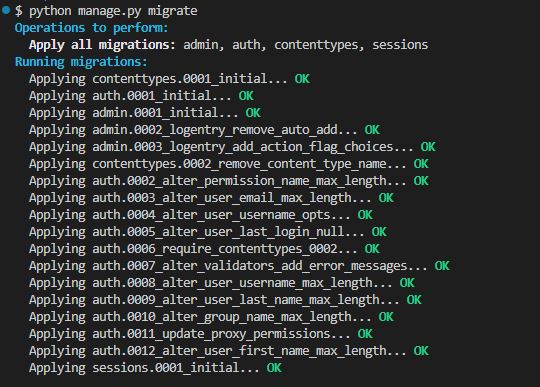 $ python manage.py migrate
Operations to perform:
Apply all migrations: admin, auth, contenttypes, sessions
Running migrations:
Applying contenttypes.0001_initial... OK
Applying auth.0001_initial... OK
Applying admin.0001_initial... OK
Applying admin.0002_logentry_remove_auto_add... OK
Applying admin.0003_logentry_add_action_flag_choices... OK
Applying contenttypes.0002_remove_content_type_name... OK
Applying auth.0002_alter_permission_name_max_length... OK
Applying auth.0003_alter_user_email_max_length... OK
Applying auth.0004_alter_user_username_opts... OK
Applying auth.0005_alter_user_last_login_null... OK
Applying auth.0006_require_contenttypes_0002... OK
Applying auth.0007_alter_validators_add_error_messages... OK
Applying auth.0008_alter_user_username_max_length... OK
Applying auth.0009_alter_user_last_name_max_length... OK
Applying auth.0010_alter_group_name_max_length... OK
Applying auth.0011_update_proxy_permissions... OK
Applying auth.0012_alter_user_first_name_max_length... OK
Applying sessions.0001_initial... OK